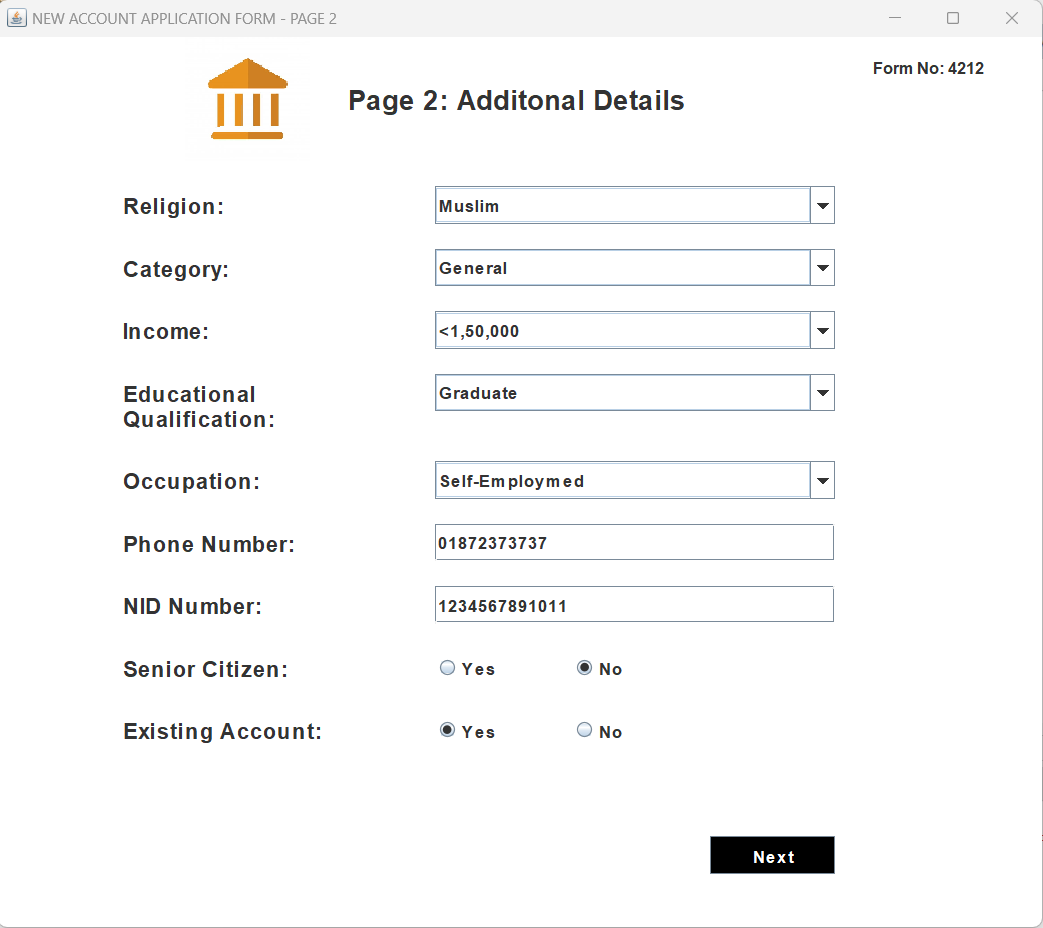 NEW ACCOUNT APPLICATION FORM - PAGE 2
Form No: 4212
Page 2: Additonal Details
Religion: Muslim
Category: General
Income: <1,50,000
Educational Graduate
Qualification:
Occupation: Self-Employmed
Phone Number: 01872373737
NID Number: 1234567891011
Senior Citizen: Yes No
Existing Account: Yes No
Next